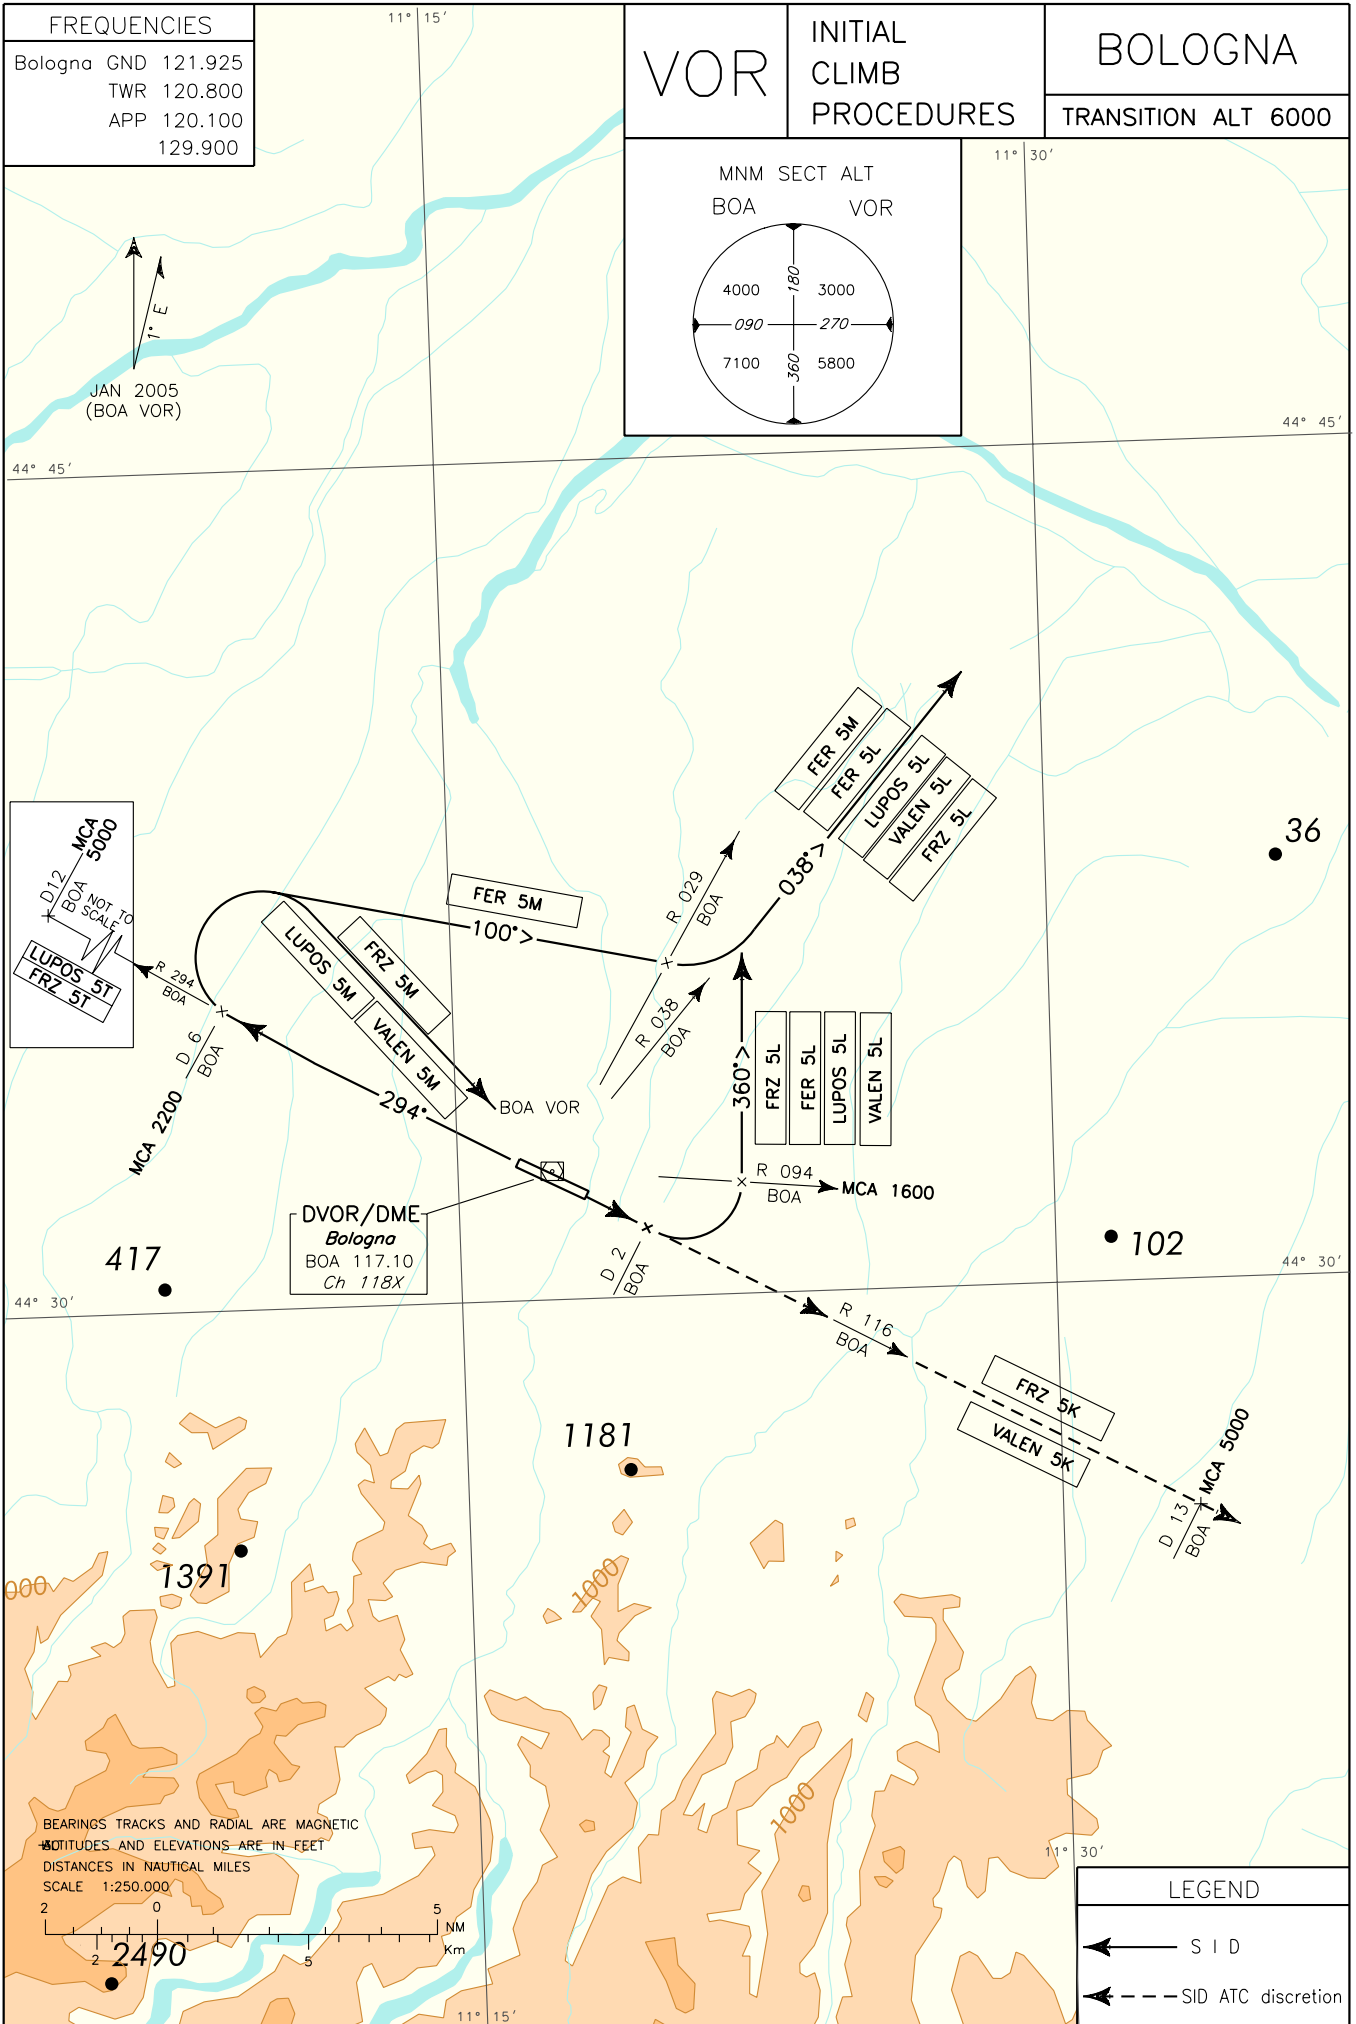 FREQUENCIES
Bologna GND 121.925
TWR 120.800
APP 120.100
129.900
11° 15′
VOR
INITIAL
CLIMB
PROCEDURES
BOLOGNA
TRANSITION ALT 6000
11° 30′
MNM SECT ALT
BOA VOR
4000
180
3000
090
270
7100
360
5800
1° E
JAN 2005
(BOA VOR)
44° 45′
44° 45′
FER 5M
FER 5L
LUPOS 5L
VALEN 5L
FRZ 5L
038°>
36
MCA
5000
D12
BOA
NOT TO
SCALE
LUPOS 5T
FRZ 5T
R 294
BOA
D 6
BOA
MCA 2200
FER 5M
100°>
LUPOS 5M
FRZ 5M
VALEN 5M
294°
BOA VOR
R 029
BOA
R 038
BOA
360°>
FRZ 5L
FER 5L
LUPOS 5L
VALEN 5L
R 094
BOA
MCA 1600
DVOR/DME
Bologna
BOA 117.10
Ch 118X
D 2
BOA
417
102
44° 30′
44° 30′
R 116
BOA
FRZ 5K
VALEN 5K
MCA 5000
D 13
BOA
1181
1391
000
1000
1000
BEARINGS TRACKS AND RADIAL ARE MAGNETIC
ALTITUDES AND ELEVATIONS ARE IN FEET
DISTANCES IN NAUTICAL MILES
SCALE 1:250.000
2 0 5
NM
Km
2 5
2490
11° 15′
11° 30′
LEGEND
S I D
SID ATC discretion